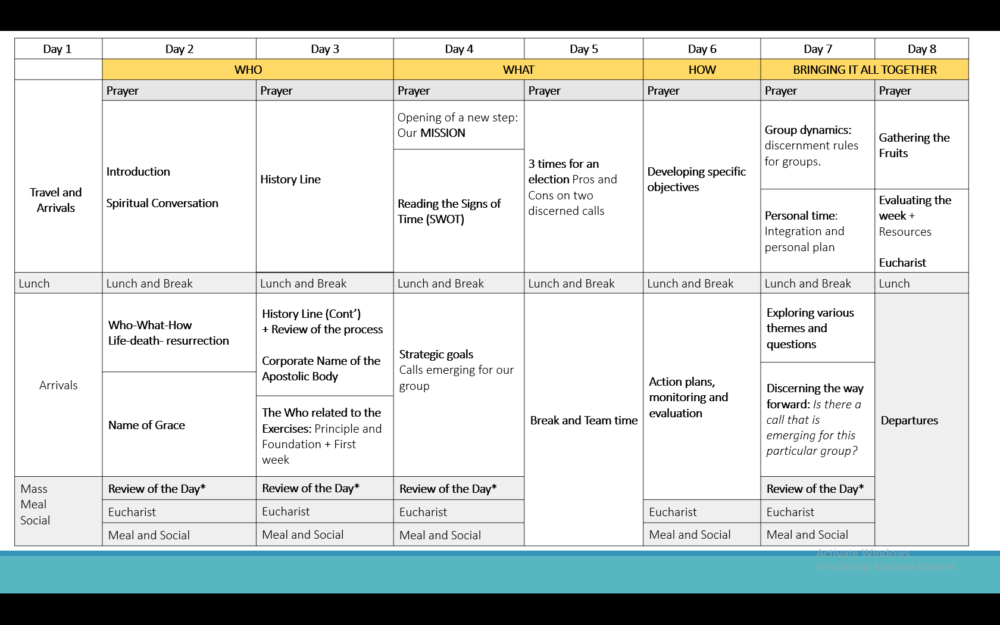 Day 1
Day 2
Day 3
Day 4
Day 5
Day 6
Day 7
Day 8
WHO
WHAT
HOW
BRINGING IT ALL TOGETHER
Travel and
Arrivals
Prayer
Prayer
Prayer
Prayer
Prayer
Prayer
Prayer
Introduction
Spiritual Conversation
History Line
Opening of a new step:
Our MISSION
Reading the Signs of
Time (SWOT)
3 times for an
election Pros and
Cons on two
discerned calls
Developing specific
objectives
Group dynamics:
discernment rules
for groups.
Personal time:
Integration and
personal plan
Gathering the
Fruits
Evaluating the
week +
Resources
Eucharist
Lunch
Lunch and Break
Lunch and Break
Lunch and Break
Lunch and Break
Lunch and Break
Lunch and Break
Lunch
Arrivals
Who-What-How
Life-death- resurrection
Name of Grace
History Line (Cont’)
+ Review of the process
Corporate Name of the
Apostolic Body
The Who related to the
Exercises: Principle and
Foundation + First
week
Strategic goals
Calls emerging for our
group
Break and Team time
Action plans,
monitoring and
evaluation
Exploring various
themes and
questions
Discerning the way
forward: Is there a
call that is
emerging for this
particular group?
Departures
Mass
Meal
Social
Review of the Day*
Review of the Day*
Review of the Day*
Review of the Day*
Eucharist
Eucharist
Eucharist
Eucharist
Eucharist
Meal and Social
Meal and Social
Meal and Social
Meal and Social
Meal and Social
Activate Windows
Go to Settings to activate Windows.